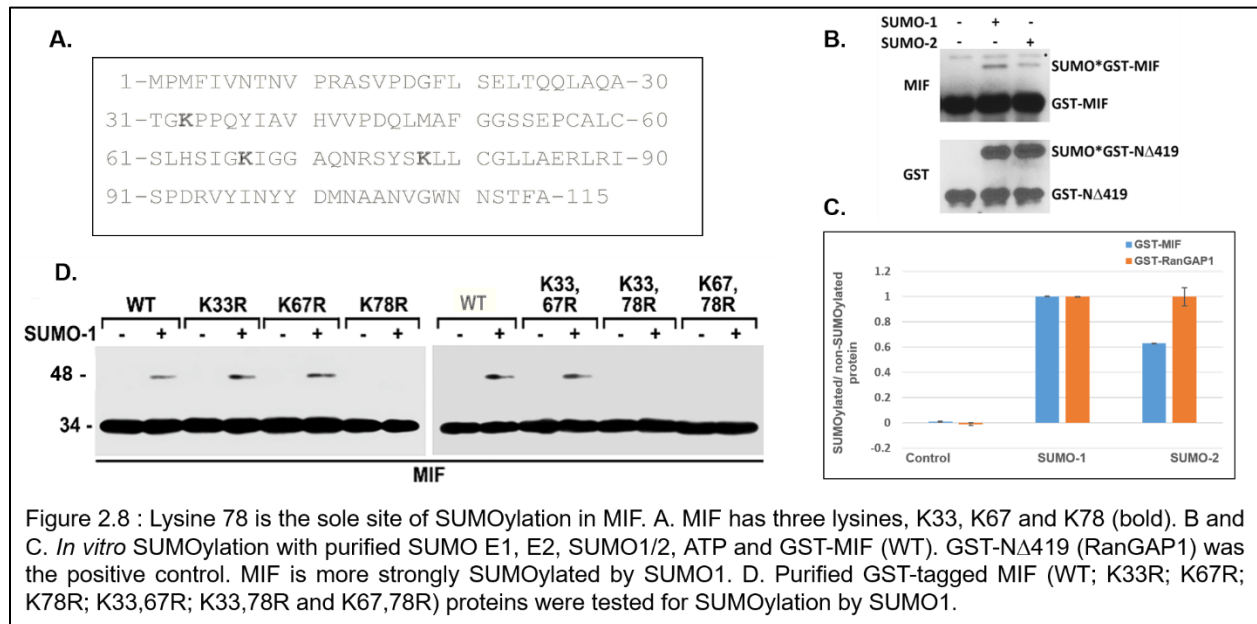 A.
1-MPMFIVNTNV PRASVPDGFL SELTQQLAQA-30
31-TGKPPQYIAV HVVPDQLMAF GGSSEPCALC-60
61-SLHSIGKIGG AQNRSYSKLL CGLLAERLRI-90
91-SPDRVYINYY DMNAANVGWN NSTFA-115
B.
SUMO-1 - + -
SUMO-2 - - +
MIF
SUMO*GST-MIF
GST-MIF
GST
SUMO*GST-NΔ419
GST-NΔ419
C.
GST-MIF
GST-RanGAP1
SUMOylated/ non-SUMOylated
protein
1.2
1
0.8
0.6
0.4
0.2
0
-0.2
Control SUMO-1 SUMO-2
D.
WT K33R K67R K78R WT K33, 67R K33, 78R K67, 78R
SUMO-1 - + - + - + - + - + - + - + - +
48 -
34 -
MIF
Figure 2.8 : Lysine 78 is the sole site of SUMOylation in MIF. A. MIF has three lysines, K33, K67 and K78 (bold). B and
C. In vitro SUMOylation with purified SUMO E1, E2, SUMO1/2, ATP and GST-MIF (WT). GST-NΔ419 (RanGAP1) was
the positive control. MIF is more strongly SUMOylated by SUMO1. D. Purified GST-tagged MIF (WT; K33R; K67R;
K78R; K33,67R; K33,78R and K67,78R) proteins were tested for SUMOylation by SUMO1.